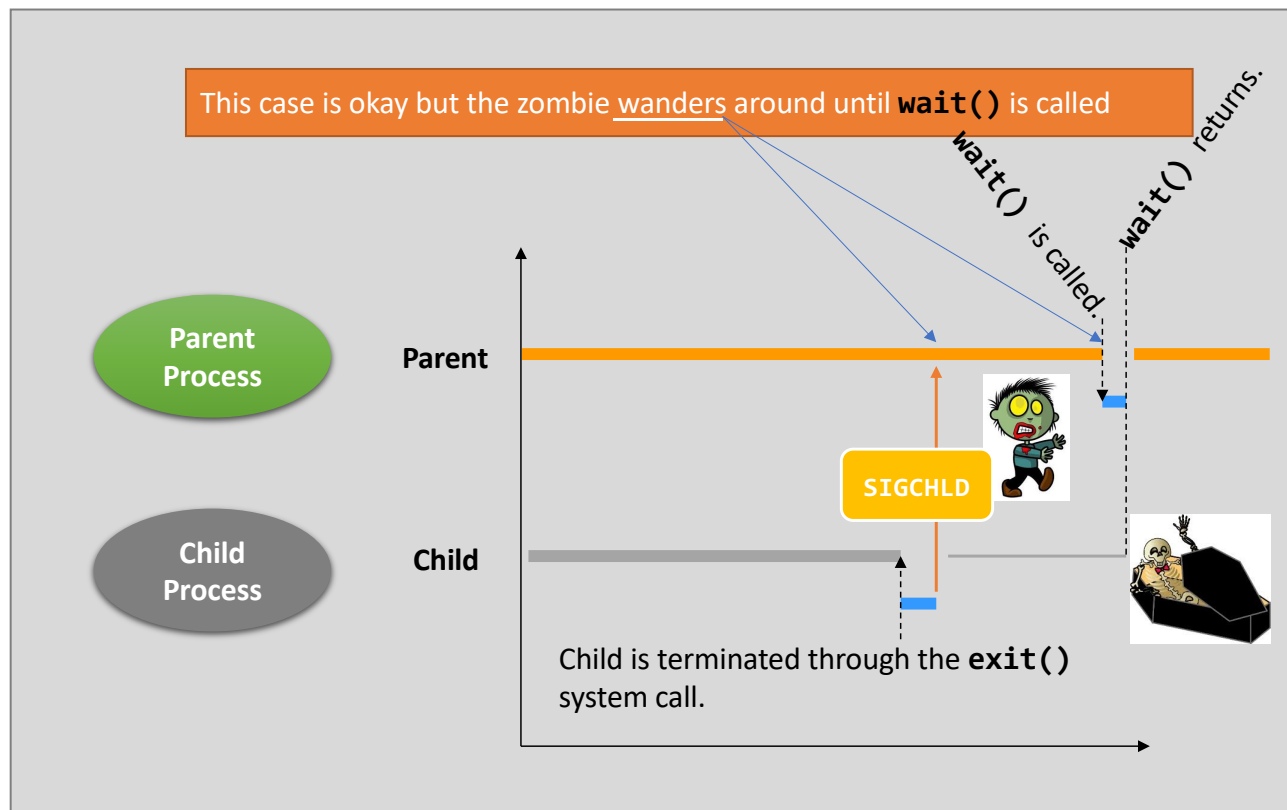 This case is okay but the zombie wanders around until wait() is called
wait() is called.
wait() returns.
Parent
Process
Parent
SIGCHLD
Child
Process
Child
Child is terminated through the exit()
system call.